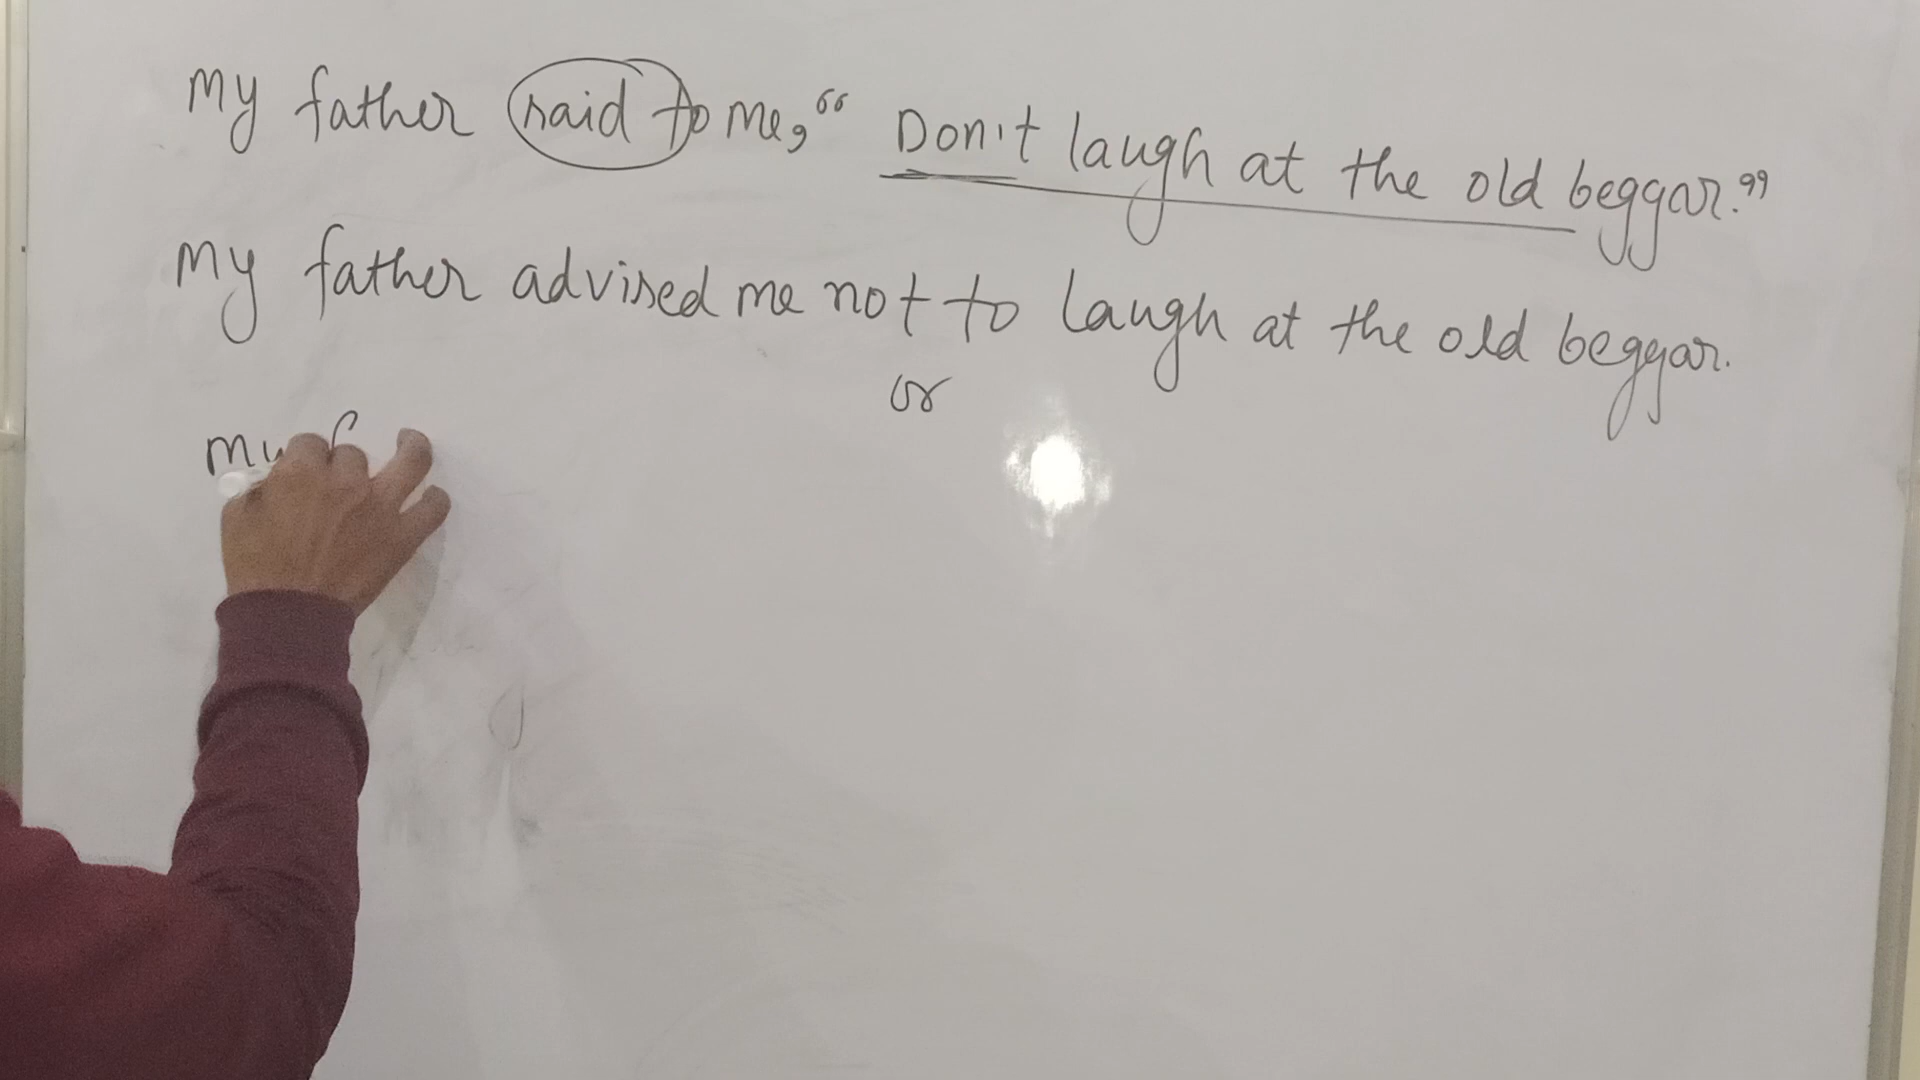 My father said to me, “Don't laugh at the old beggar.”
My father advised me not to laugh at the old beggar.
or
my f